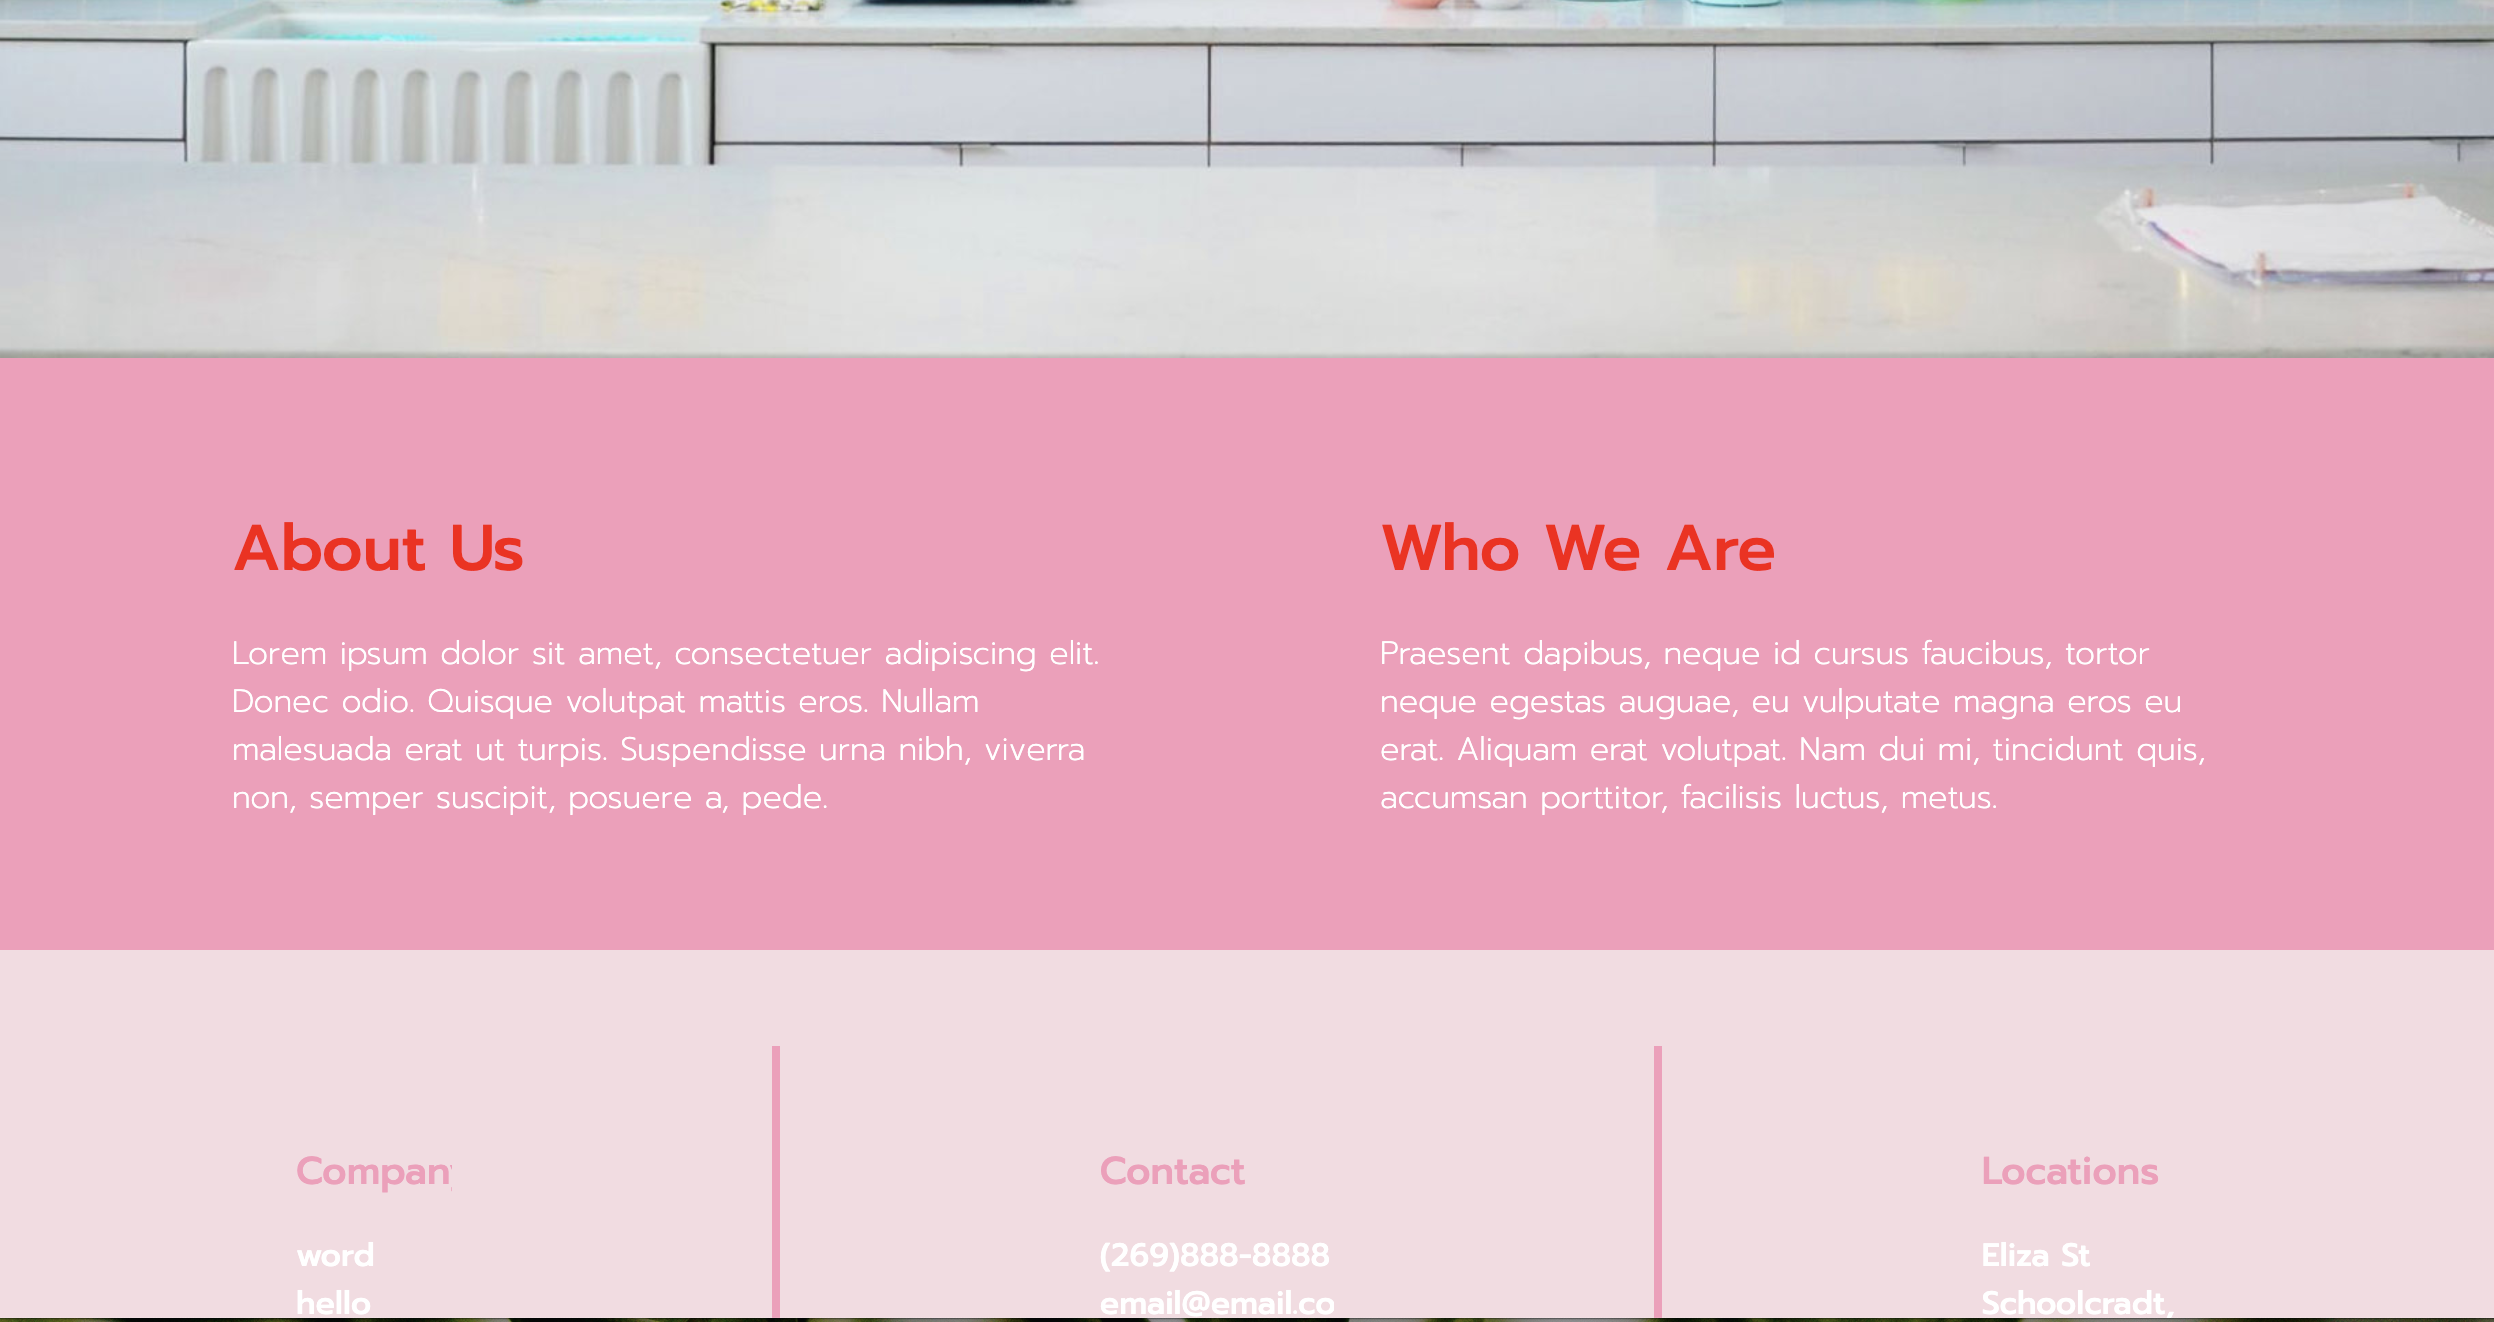 About Us
Lorem ipsum dolor sit amet, consectetuer adipiscing elit.
Donec odio. Quisque volutpat mattis eros. Nullam
malesuada erat ut turpis. Suspendisse urna nibh, viverra
non, semper suscipit, posuere a, pede.
Who We Are
Praesent dapibus, neque id cursus faucibus, tortor
neque egestas auguae, eu vulputate magna eros eu
erat. Aliquam erat volutpat. Nam dui mi, tincidunt quis,
accumsan porttitor, facilisis luctus, metus.
Company
word
hello
Contact
(269)888-8888
email@email.co
Locations
Eliza St
Schoolcradt,